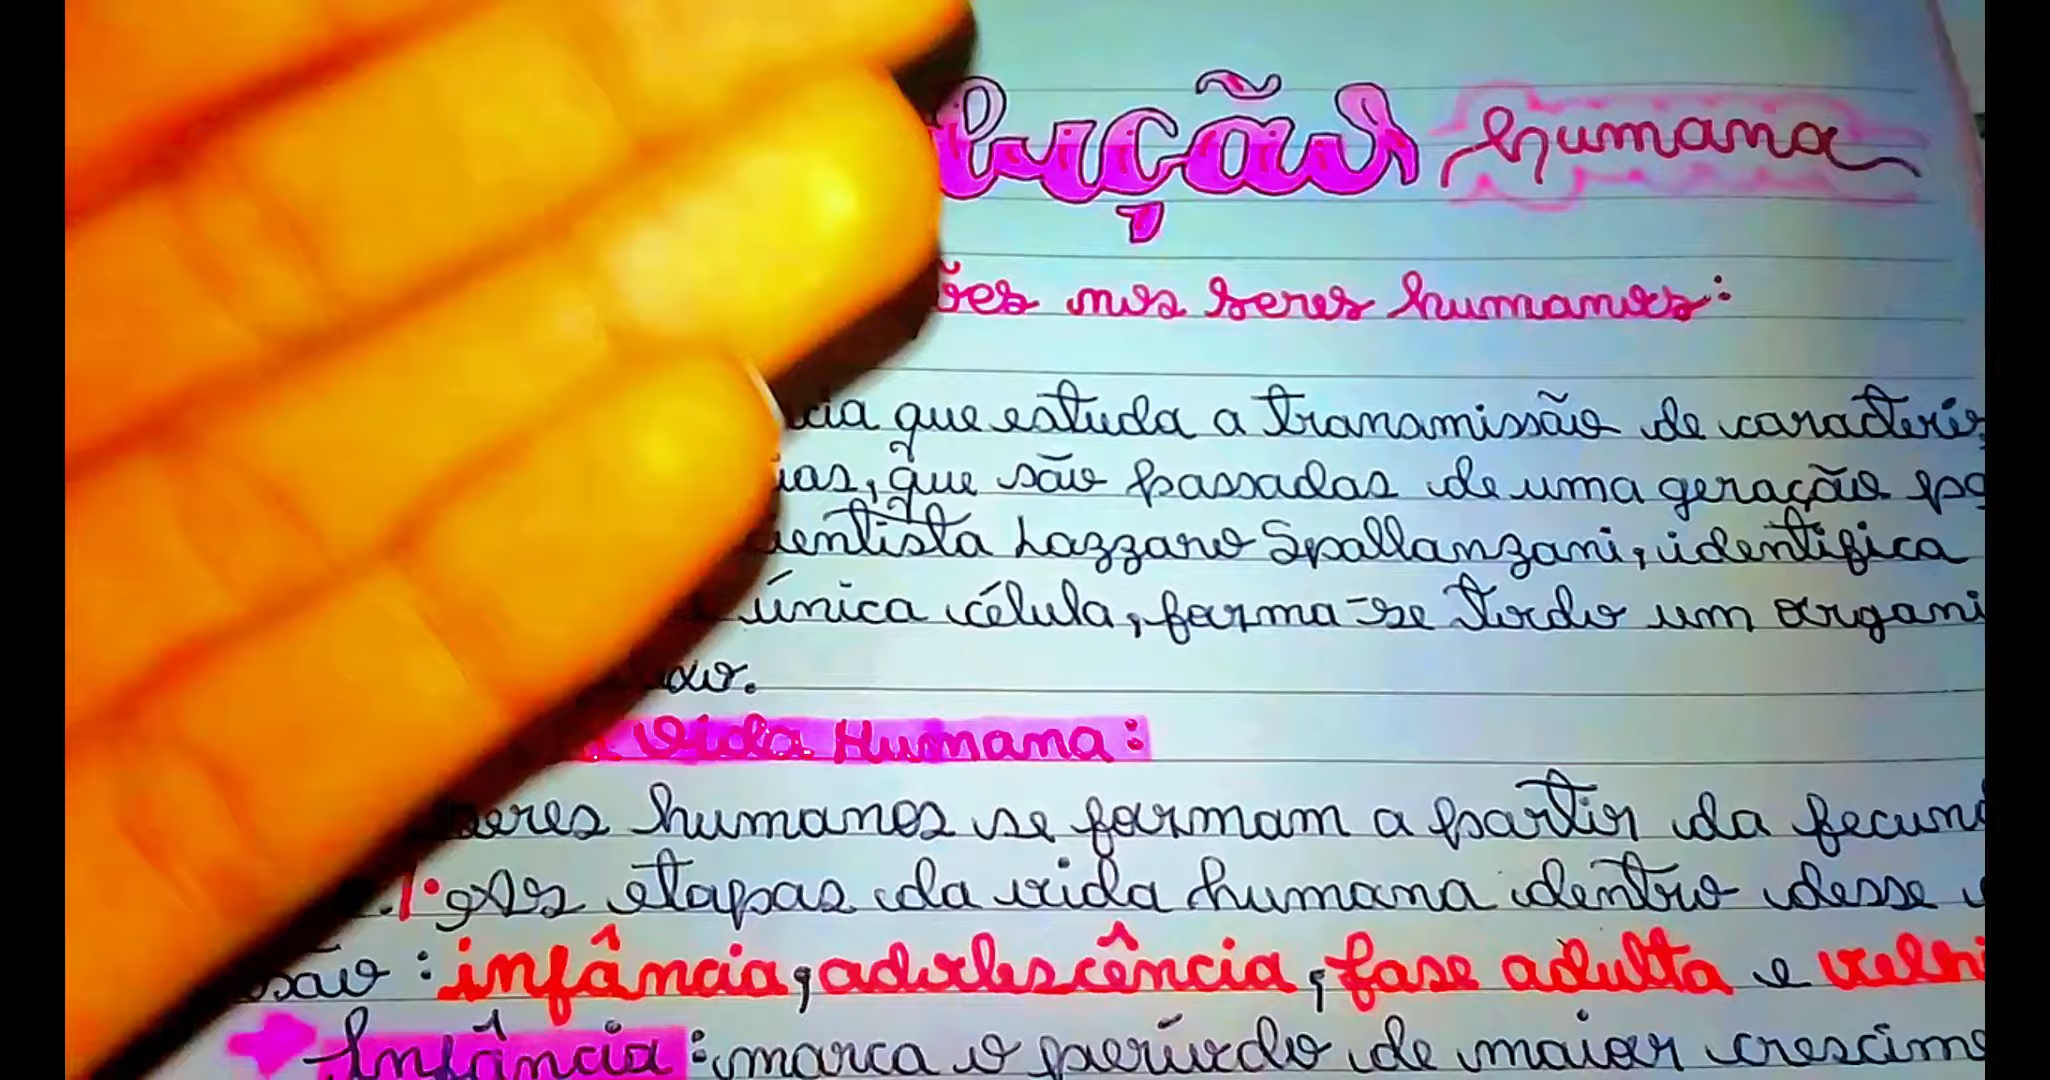 lução humana
ões nos seres humanos:
cia que estuda a transmissão de caracterís
ias, que são passadas de uma geração pa
ientista Lazzaro Spallanzani, identifica
única célula, forma-se todo um organi
xo.
Vida Humana:
seres humanos se formam a partir da fecund
As etapas da vida humana dentro desse
são: infância, adolescência, fase adulta e velhi
Infância: marca o período de maior crescime